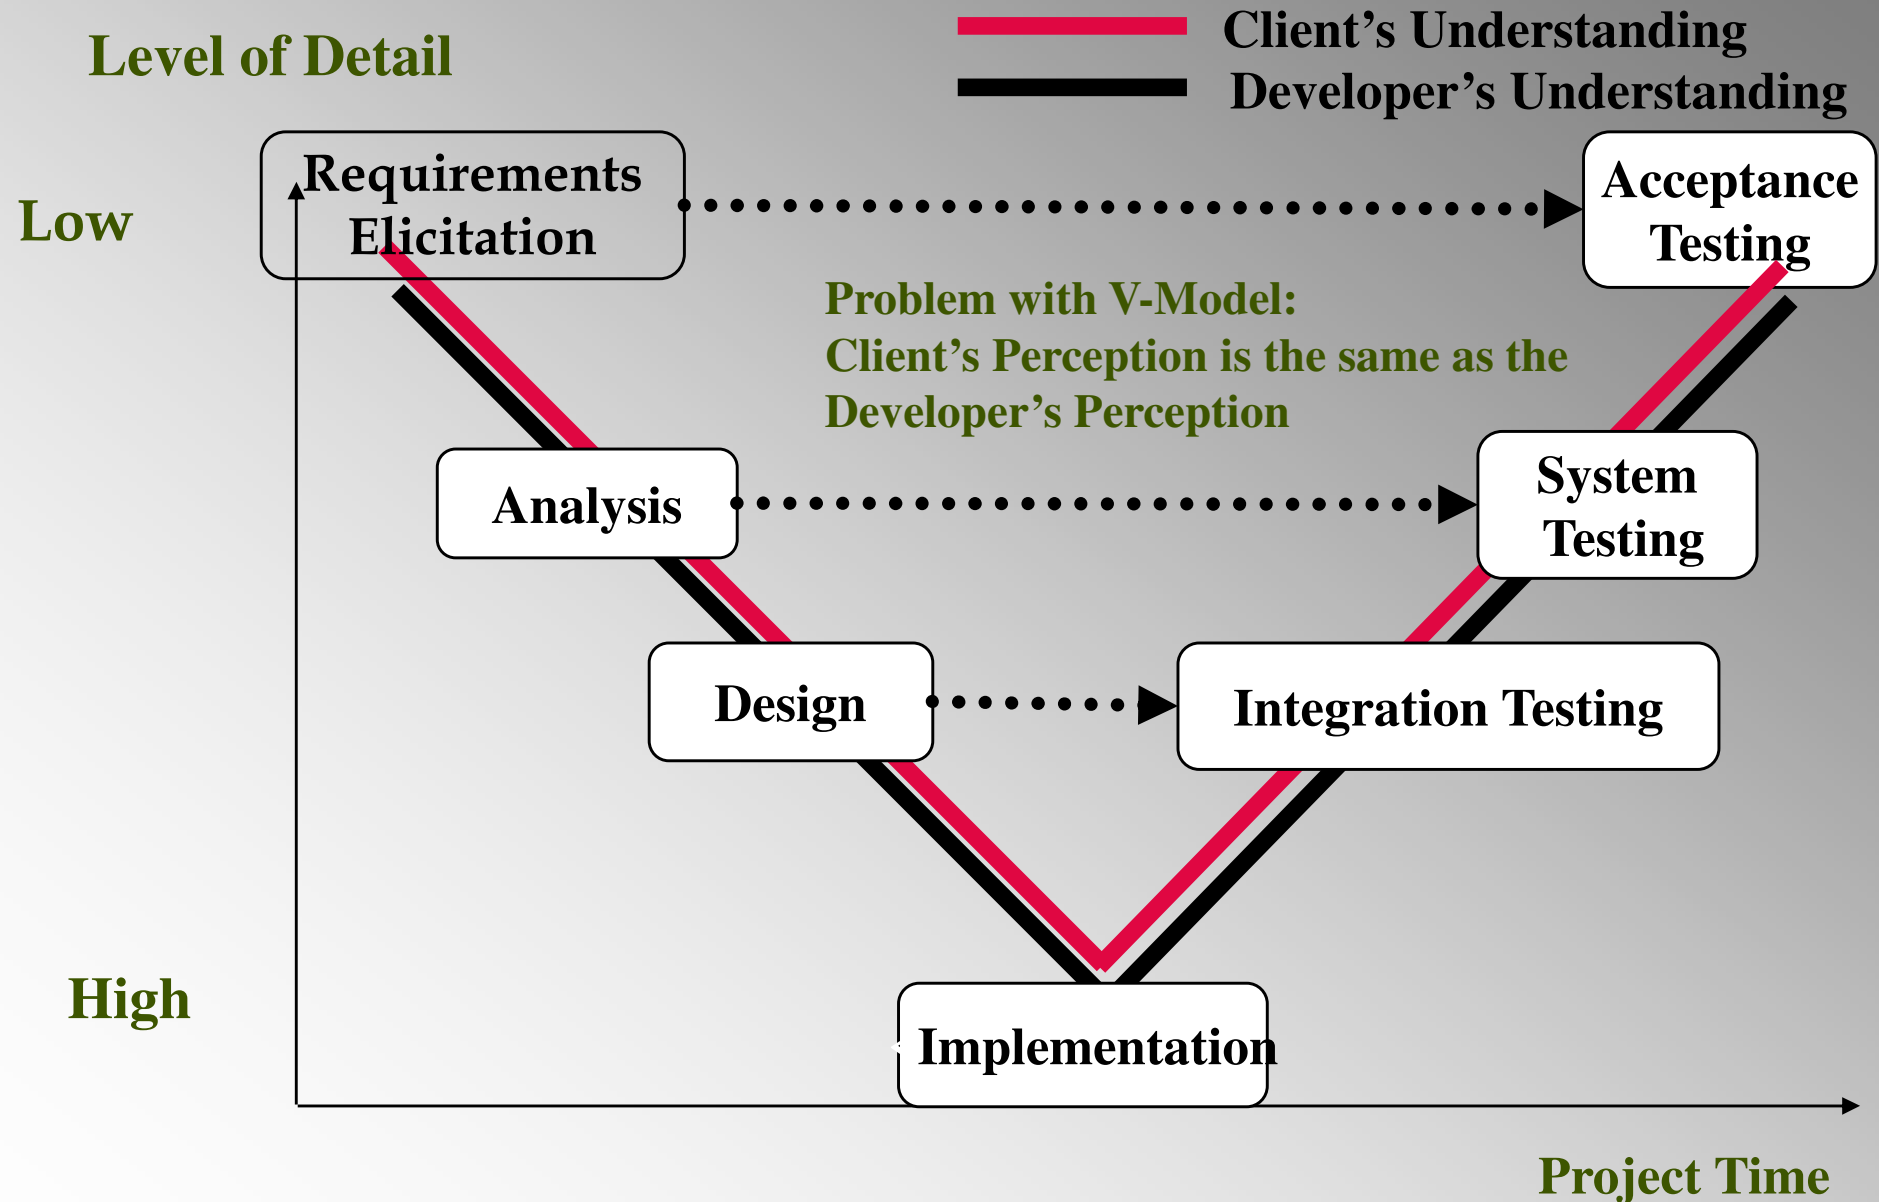 Level of Detail
Client’s Understanding
Developer’s Understanding
Low
Requirements
Elicitation
Acceptance
Testing
Problem with V-Model:
Client’s Perception is the same as the
Developer’s Perception
Analysis
System
Testing
Design
Integration Testing
High
Implementation
Project Time